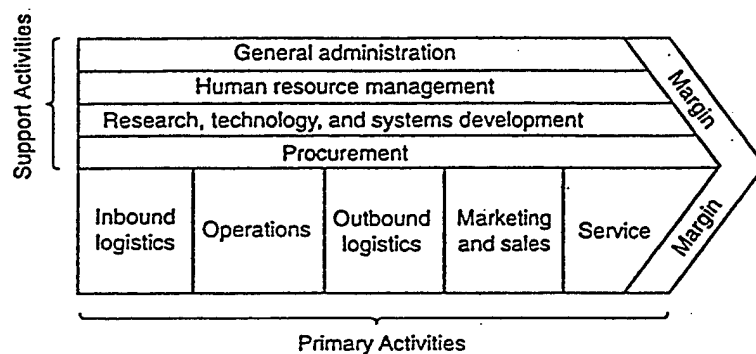 Support Activities
General administration
Human resource management
Research, technology, and systems development
Procurement
Margin
Inbound
logistics
Operations
Outbound
logistics
Marketing
and sales
Service
Margin
Primary Activities